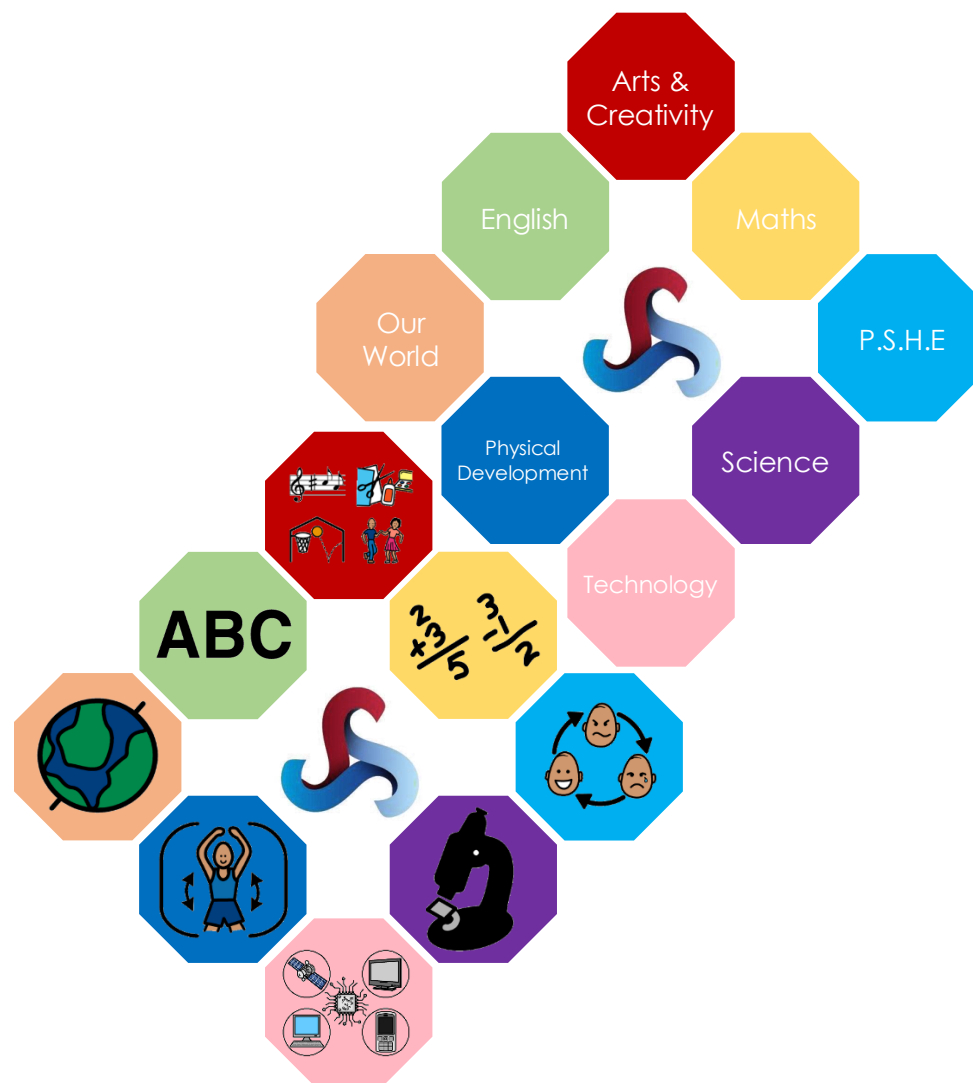 Arts &
Creativity
English
Maths
Our
World
P.S.H.E
Physical
Development
Science
Technology
ABC
2
+3
5
3
-1
2